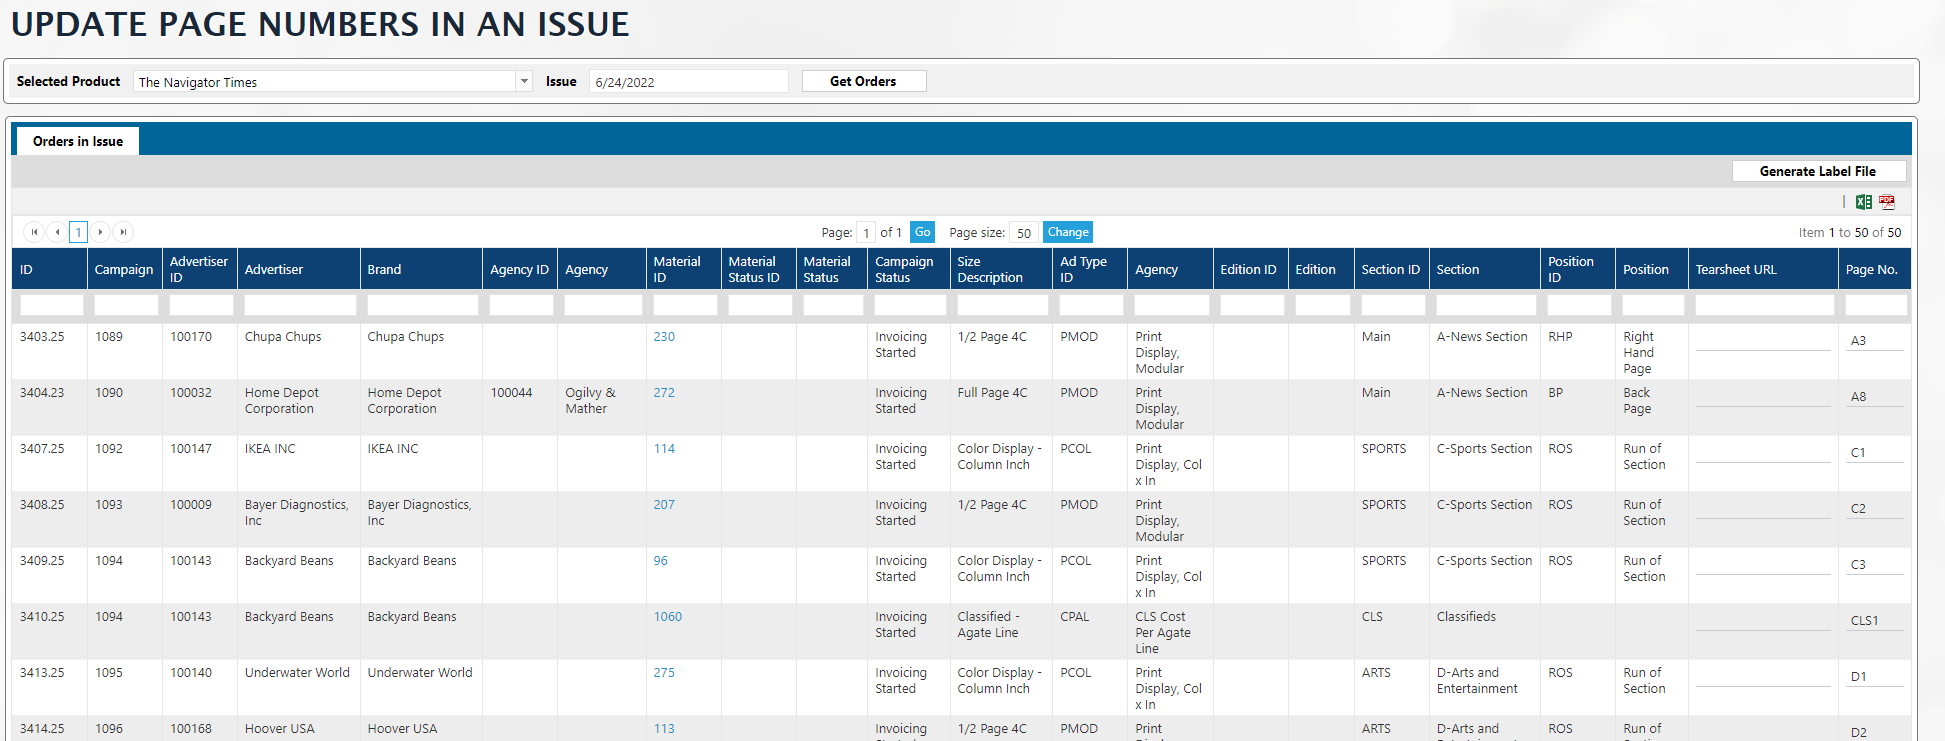 UPDATE PAGE NUMBERS IN AN ISSUE
Selected Product The Navigator Times Issue 6/24/2022 Get Orders
Orders in Issue
Generate Label File
1 Page: 1 of 1 Go Page size: 50 Change Item 1 to 50 of 50
ID Campaign Advertiser ID Advertiser Brand Agency ID Agency Material ID Material Status ID Material Status Campaign Status Size Description Ad Type ID Agency Edition ID Edition Section ID Section Position ID Position Tearsheet URL Page No.
3403.25 1089 100170 Chupa Chups Chupa Chups 230 Invoicing Started 1/2 Page 4C PMOD Print Display, Modular Main A-News Section RHP Right Hand Page A3
3404.23 1090 100032 Home Depot Corporation Home Depot Corporation 100044 Ogilvy & Mather 272 Invoicing Started Full Page 4C PMOD Print Display, Modular Main A-News Section BP Back Page A8
3407.25 1092 100147 IKEA INC IKEA INC 114 Invoicing Started Color Display - Column Inch PCOL Print Display, Col x In SPORTS C-Sports Section ROS Run of Section C1
3408.25 1093 100009 Bayer Diagnostics, Inc Bayer Diagnostics, Inc 207 Invoicing Started 1/2 Page 4C PMOD Print Display, Modular SPORTS C-Sports Section ROS Run of Section C2
3409.25 1094 100143 Backyard Beans Backyard Beans 96 Invoicing Started Color Display - Column Inch PCOL Print Display, Col x In SPORTS C-Sports Section ROS Run of Section C3
3410.25 1094 100143 Backyard Beans Backyard Beans 1060 Invoicing Started Classified - Agate Line CPAL CLS Cost Per Agate Line CLS Classifieds CLS1
3413.25 1095 100140 Underwater World Underwater World 275 Invoicing Started Color Display - Column Inch PCOL Print Display, Col x In ARTS D-Arts and Entertainment ROS Run of Section D1
3414.25 1096 100168 Hoover USA Hoover USA 113 Invoicing 1/2 Page 4C PMOD Print ARTS D-Arts and ROS Run of D2